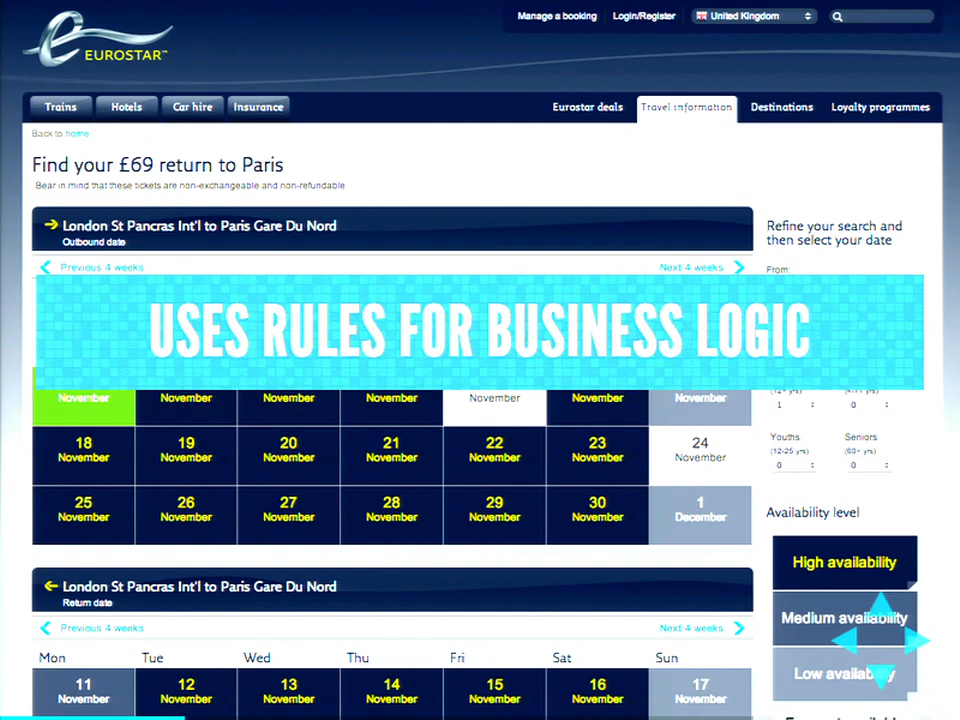 Manage a booking
Login/Register
United Kingdom
EUROSTAR™
Trains
Hotels
Car hire
Insurance
Eurostar deals
Travel information
Destinations
Loyalty programmes
Back to home
Find your £69 return to Paris
Bear in mind that these tickets are non-exchangeable and non-refundable
London St Pancras Int'l to Paris Gare Du Nord
Outbound date
Previous 4 weeks
Next 4 weeks
Refine your search and
then select your date
From:
USES RULES FOR BUSINESS LOGIC
November
November
November
November
November
November
November
1
0
18
November
19
November
20
November
21
November
22
November
23
November
24
November
Youths
(12-25 yrs)
0
Seniors
(60+ yrs)
0
25
November
26
November
27
November
28
November
29
November
30
November
1
December
Availability level
High availability
Medium availability
Low availability
London St Pancras Int'l to Paris Gare Du Nord
Return date
Previous 4 weeks
Next 4 weeks
Mon
Tue
Wed
Thu
Fri
Sat
Sun
11
November
12
November
13
November
14
November
15
November
16
November
17
November